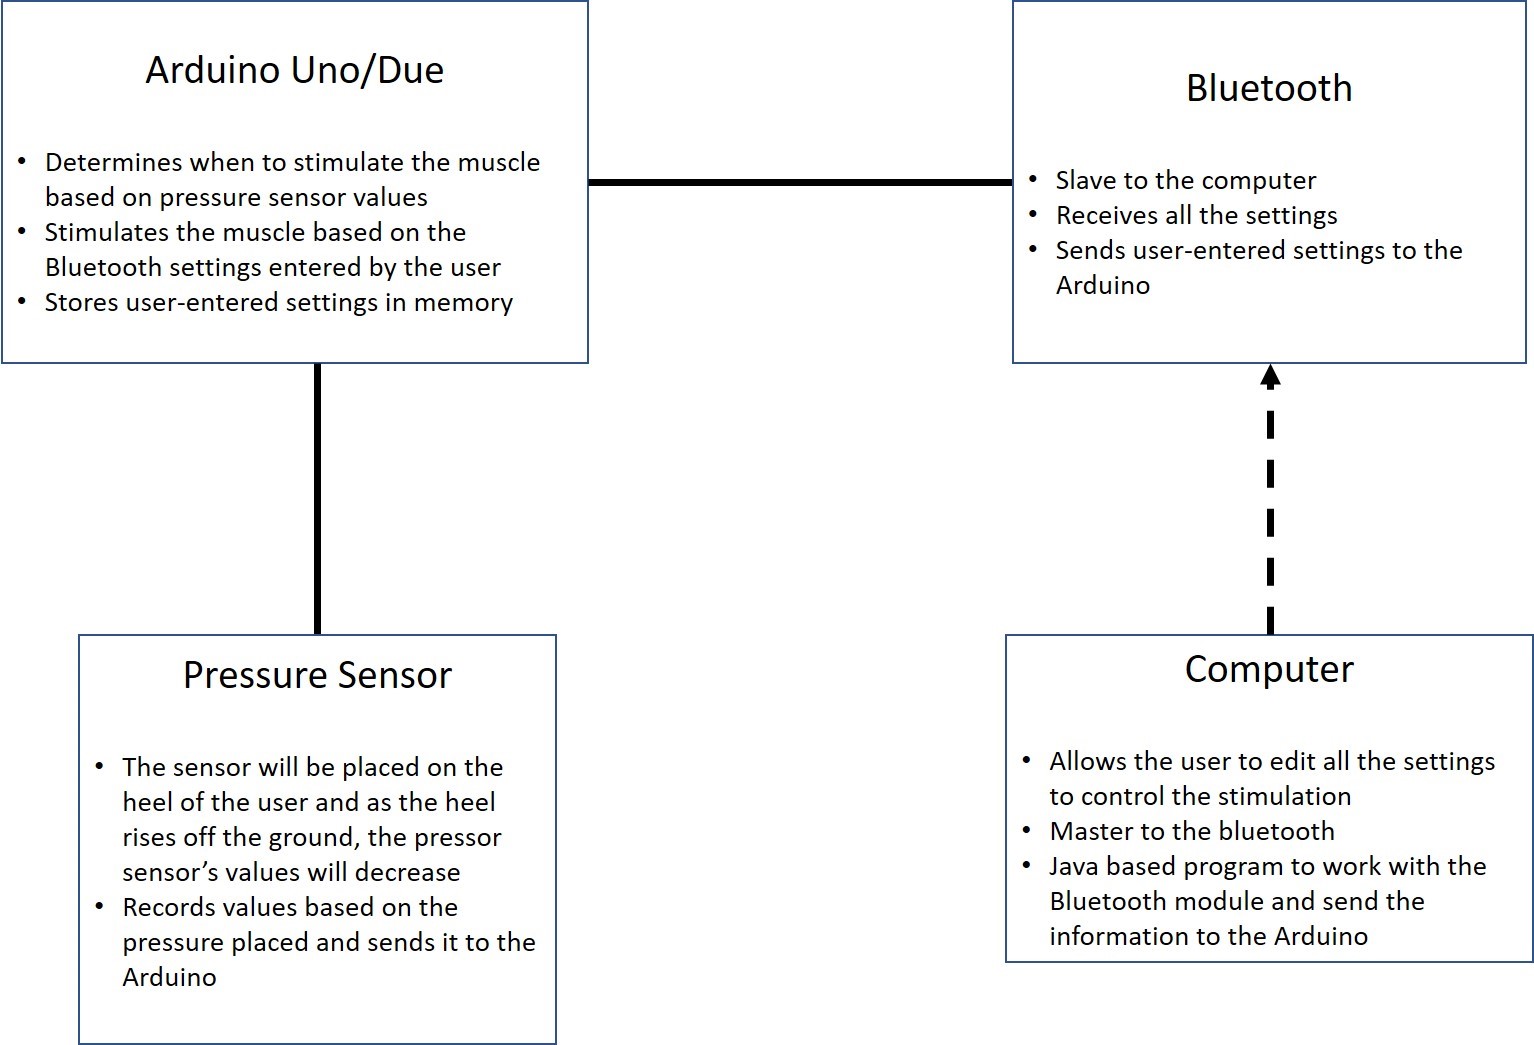 Arduino Uno/Due
• Determines when to stimulate the muscle
based on pressure sensor values
• Stimulates the muscle based on the
Bluetooth settings entered by the user
• Stores user-entered settings in memory
Bluetooth
• Slave to the computer
• Receives all the settings
• Sends user-entered settings to the
Arduino
Pressure Sensor
• The sensor will be placed on the
heel of the user and as the heel
rises off the ground, the pressor
sensor’s values will decrease
• Records values based on the
pressure placed and sends it to the
Arduino
Computer
• Allows the user to edit all the settings
to control the stimulation
• Master to the bluetooth
• Java based program to work with the
Bluetooth module and send the
information to the Arduino